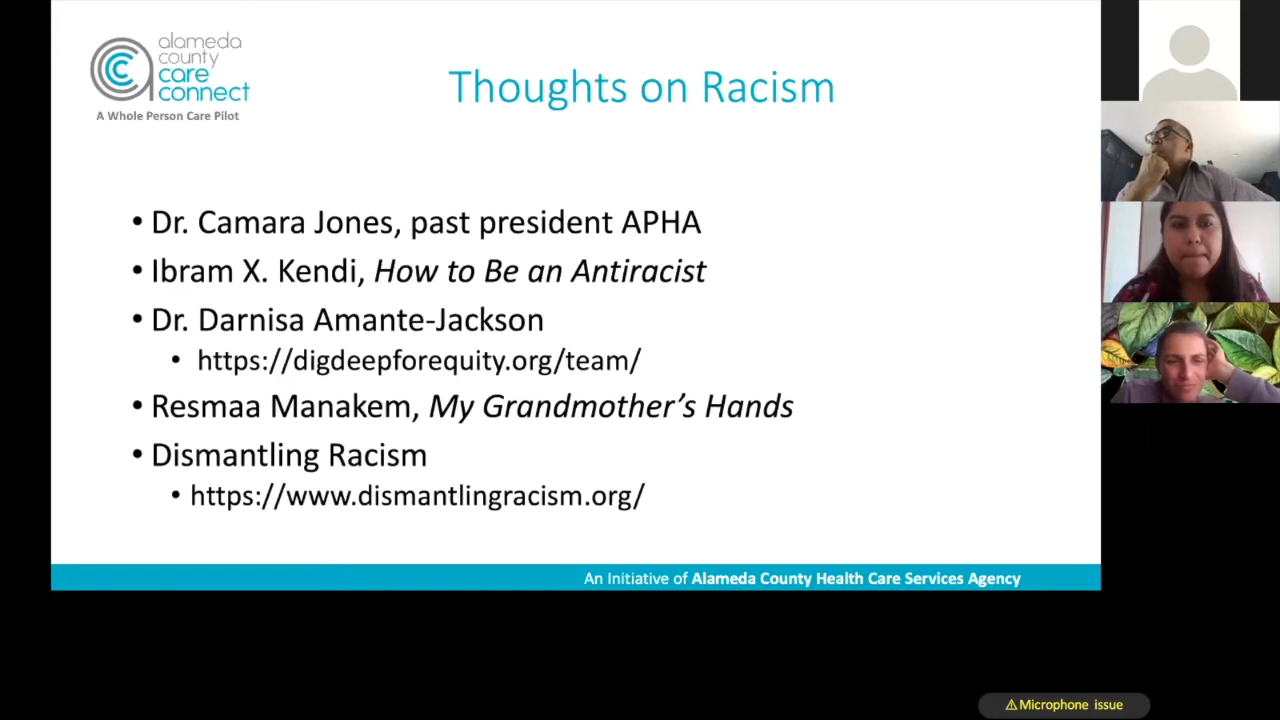 alameda
county
care
connect
A Whole Person Care Pilot
Thoughts on Racism
• Dr. Camara Jones, past president APHA
• Ibram X. Kendi, How to Be an Antiracist
• Dr. Darnisa Amante-Jackson
• https://digdeepforequity.org/team/
• Resmaa Manakem, My Grandmother’s Hands
• Dismantling Racism
• https://www.dismantlingracism.org/
An Initiative of Alameda County Health Care Services Agency
⚠Microphone issue